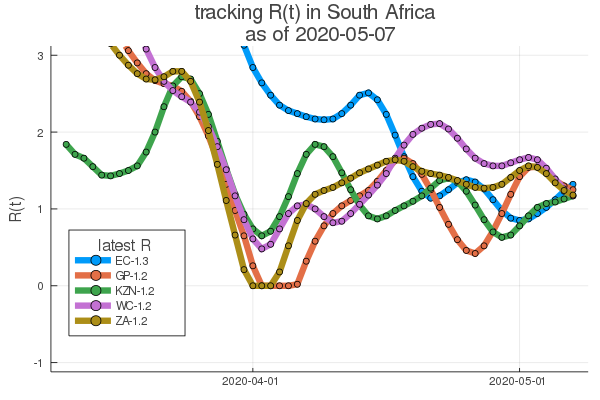 tracking R(t) in South Africa
as of 2020-05-07
3
2
1
0
-1
R(t)
latest R
EC-1.3
GP-1.2
KZN-1.2
WC-1.2
ZA-1.2
2020-04-01
2020-05-01